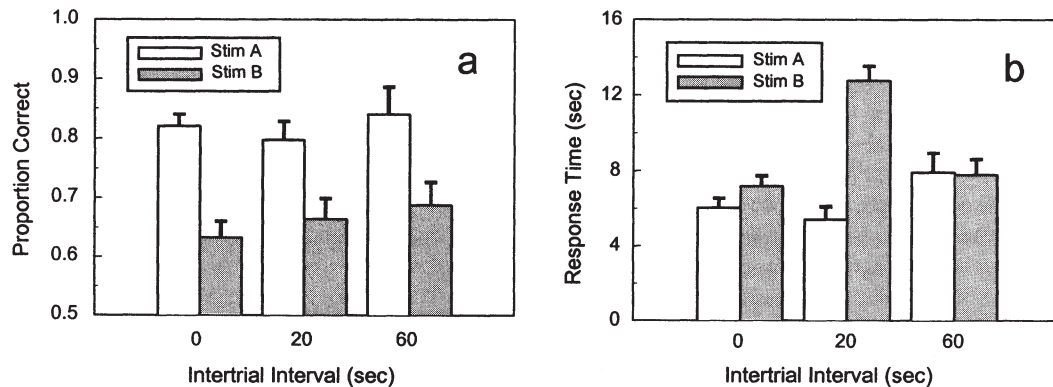 1.0
0.9
0.8
0.7
0.6
0.5
Proportion Correct
Stim A
Stim B
a
0 20 60
Intertrial Interval (sec)
16
12
8
4
0
Response Time (sec)
Stim A
Stim B
b
0 20 60
Intertrial Interval (sec)